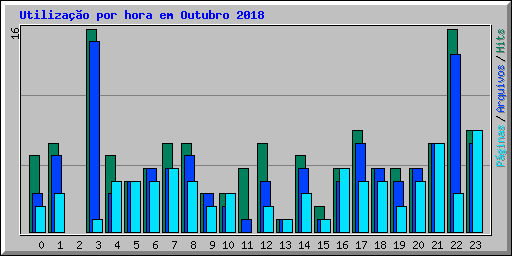 Utilização por hora em Outubro 2018
16
Páginas / Arquivos / Hits
0 1 2 3 4 5 6 7 8 9 10 11 12 13 14 15 16 17 18 19 20 21 22 23